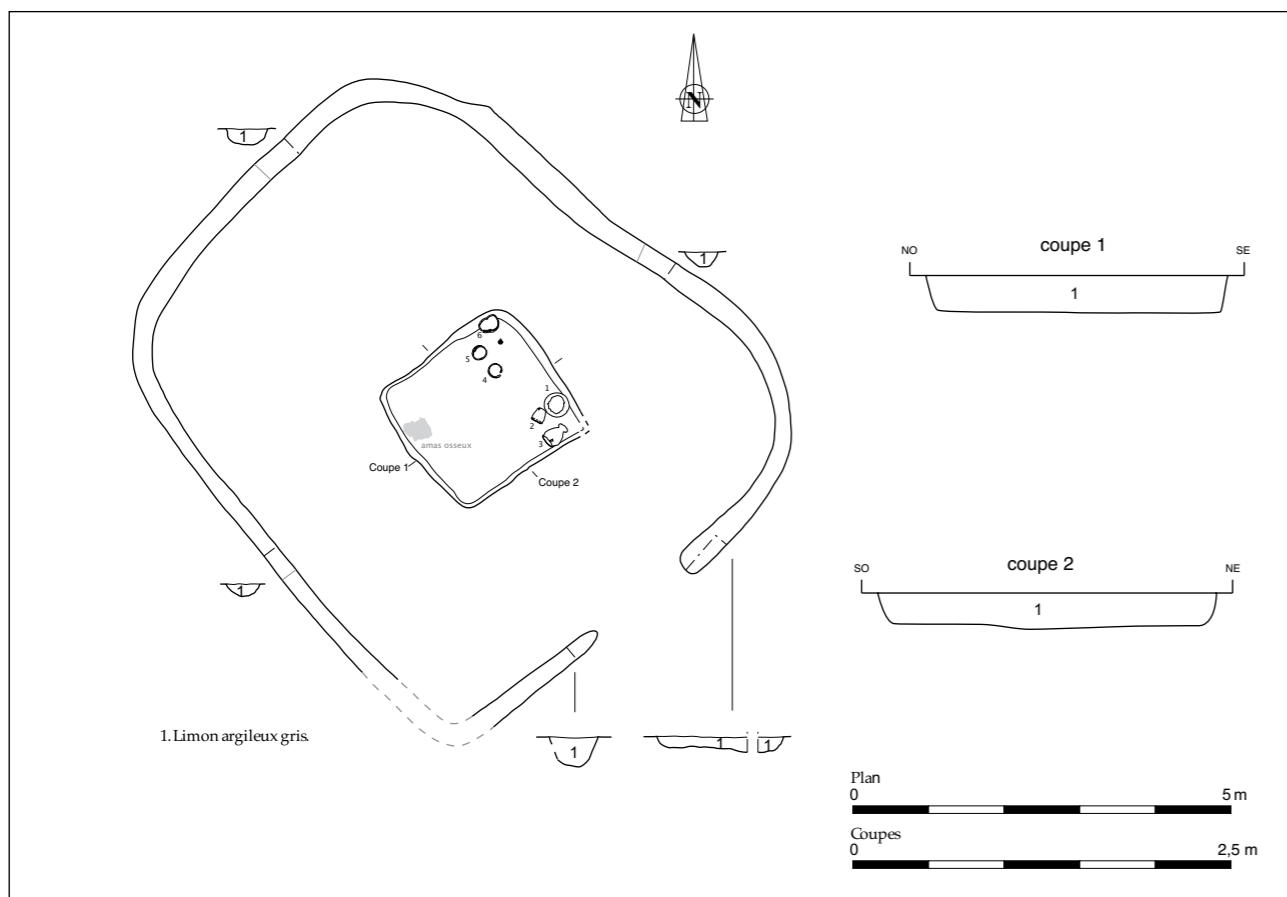 N
1
1
coupe 1
NO
SE
1
6
5
4
1
2
3
amas osseux
Coupe 1
Coupe 2
coupe 2
SO
NE
1
1
1. Limon argileux gris.
1
1
1
Plan
0
5 m
Coupes
0
2,5 m